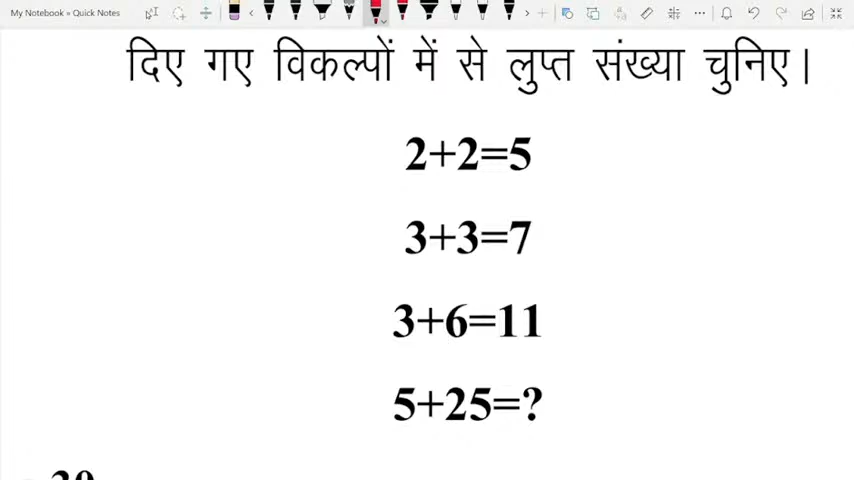 My Notebook » Quick Notes
दिए गए विकल्पों में से लुप्त संख्या चुनिए।
2+2=5
3+3=7
3+6=11
5+25=?